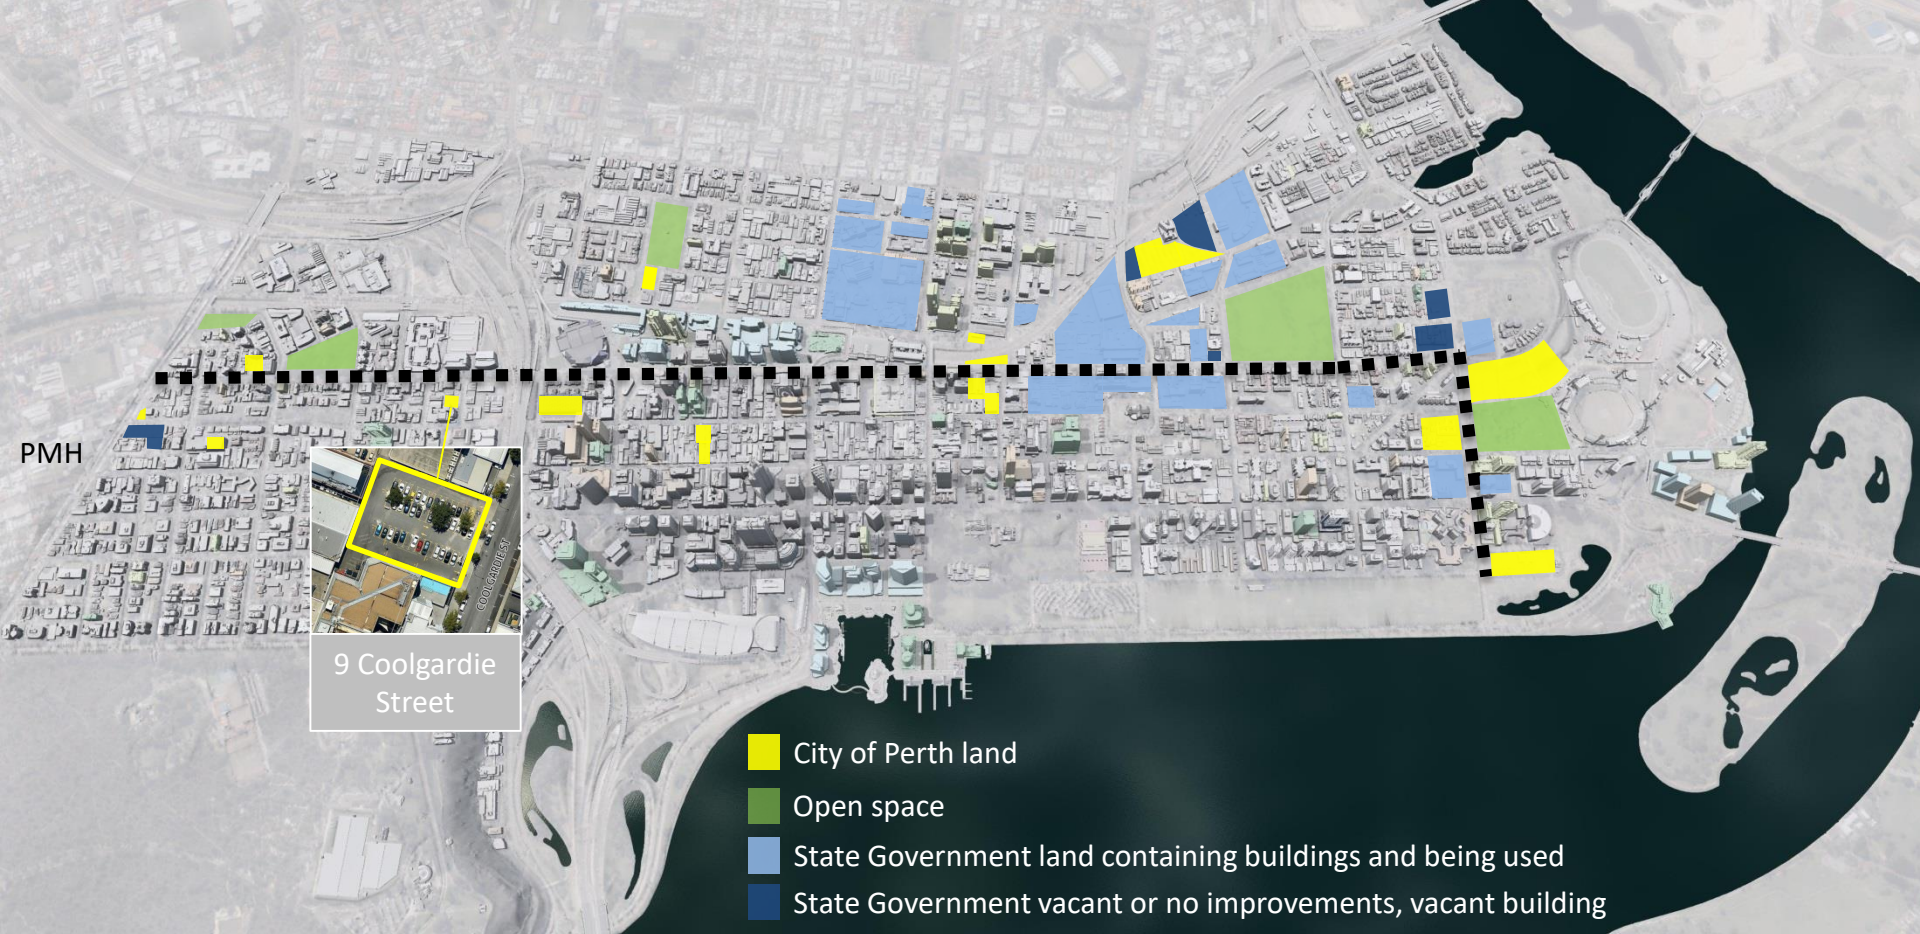 PMH
COOLGARDIE ST
9 Coolgardie
Street
City of Perth land
Open space
State Government land containing buildings and being used
State Government vacant or no improvements, vacant building